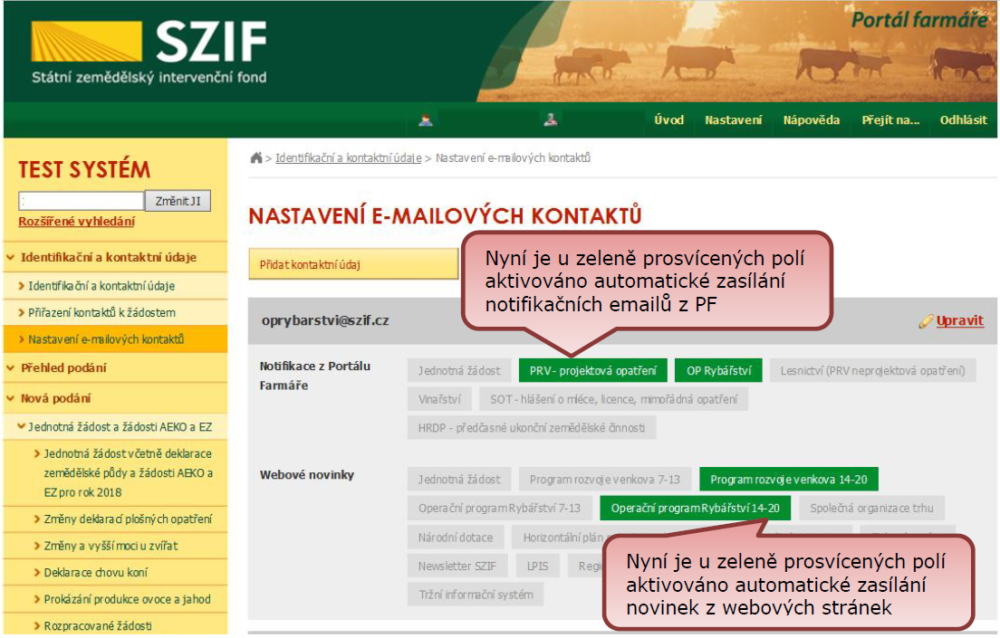 SZIF
Státní zemědělský intervenční fond
Portál farmáře
Úvod Nastavení Nápověda Přejít na... Odhlásit
TEST SYSTÉM
Změnit JI
Rozšířené vyhledání
Identifikační a kontaktní údaje
Identifikační a kontaktní údaje
Přiřazení kontaktů k žádostem
Nastavení e-mailových kontaktů
Přehled podání
Nová podání
Jednotná žádost a žádosti AEKO a EZ
Jednotná žádost včetně deklarace
zemědělské půdy a žádosti AEKO a
EZ pro rok 2018
Změny deklarací plošných opatření
Změny a vyšší moci u zvířat
Deklarace chovu koní
Prokázání produkce ovoce a jahod
Rozpracované žádosti
> Identifikační a kontaktní údaje > Nastavení e-mailových kontaktů
NASTAVENÍ E-MAILOVÝCH KONTAKTŮ
Přidat kontaktní údaj
Nyní je u zeleně prosvícených polí
aktivováno automatické zasílání
notifikačních emailů z PF
oprybarstvi@szif.cz
Upravit
Notifikace z Portálu
Farmáře
Jednotná žádost PRV - projektová opatření OP Rybářství Lesnictví (PRV neprojektová opatření)
Vinařství SOT - hlášení o mléce, licence, mimořádná opatření
HRDP - předčasné ukonční zemědělské činnosti
Webové novinky
Jednotná žádost Program rozvoje venkova 7-13 Program rozvoje venkova 14-20
Operační program Rybářství 7-13 Operační program Rybářství 14-20 Společná organizace trhu
Národní dotace Horizontální plán
Newsletter SZIF LPIS
Tržní informační systém
Nyní je u zeleně prosvícených polí
aktivováno automatické zasílání
novinek z webových stránek